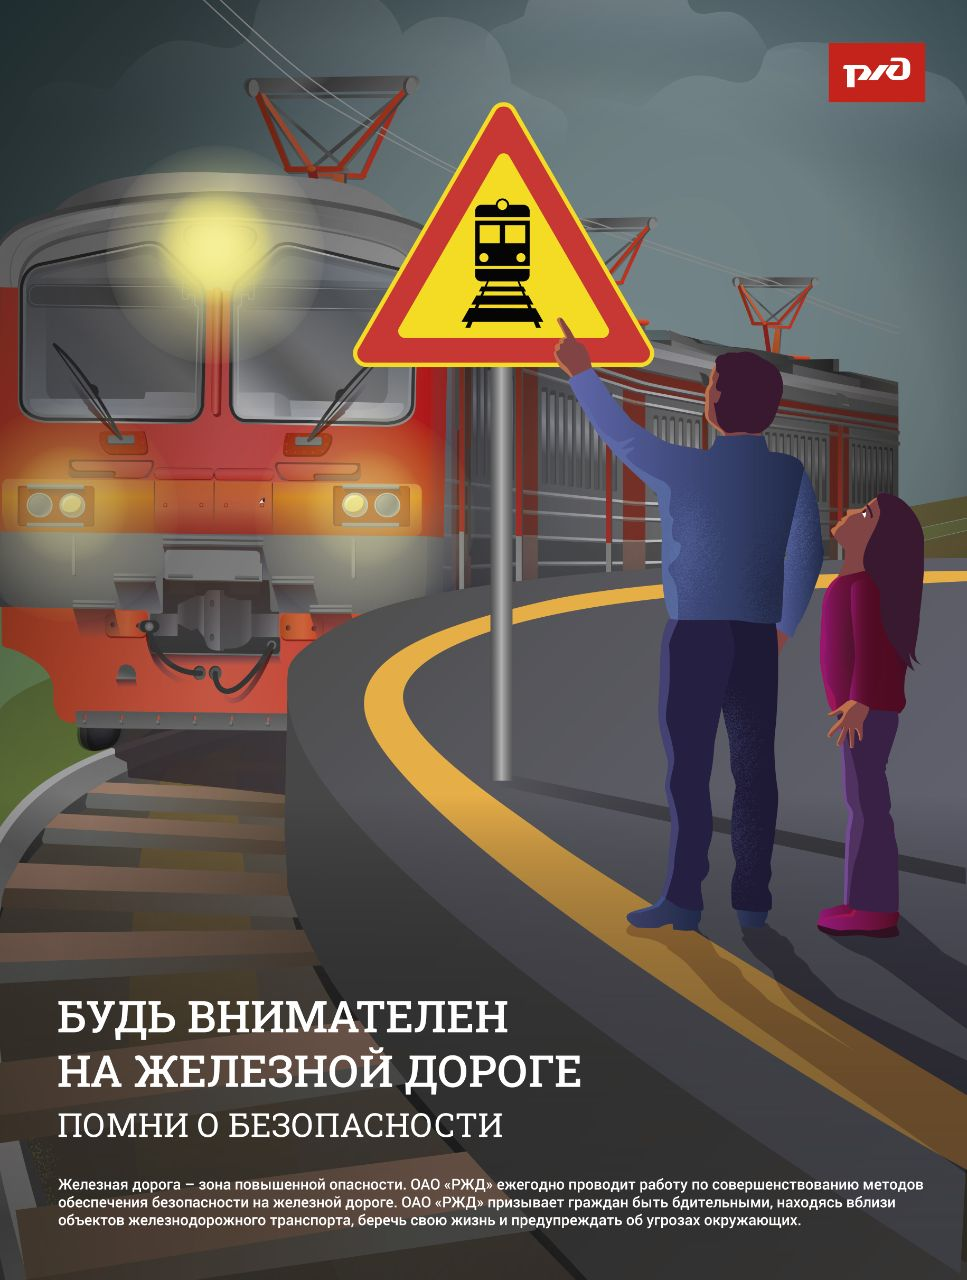 ржд
БУДЬ ВНИМАТЕЛЕН
НА ЖЕЛЕЗНОЙ ДОРОГЕ
ПОМНИ О БЕЗОПАСНОСТИ
Железная дорога – зона повышенной опасности. ОАО «РЖД» ежегодно проводит работу по совершенствованию методов
обеспечения безопасности на железной дороге. ОАО «РЖД» призывает граждан быть бдительными, находясь вблизи
объектов железнодорожного транспорта, беречь свою жизнь и предупреждать об угрозах окружающих.